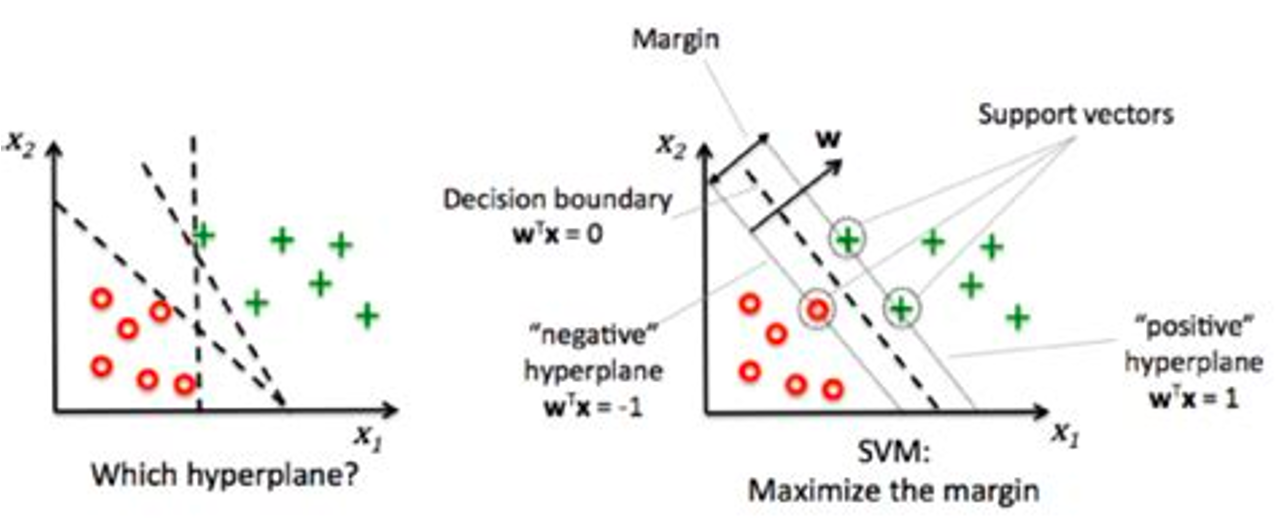 x₂
x₁
Which hyperplane?
Margin
Support vectors
x₂
w
Decision boundary
wᵀx = 0
"negative"
hyperplane
wᵀx = -1
"positive"
hyperplane
wᵀx = 1
x₁
SVM:
Maximize the margin